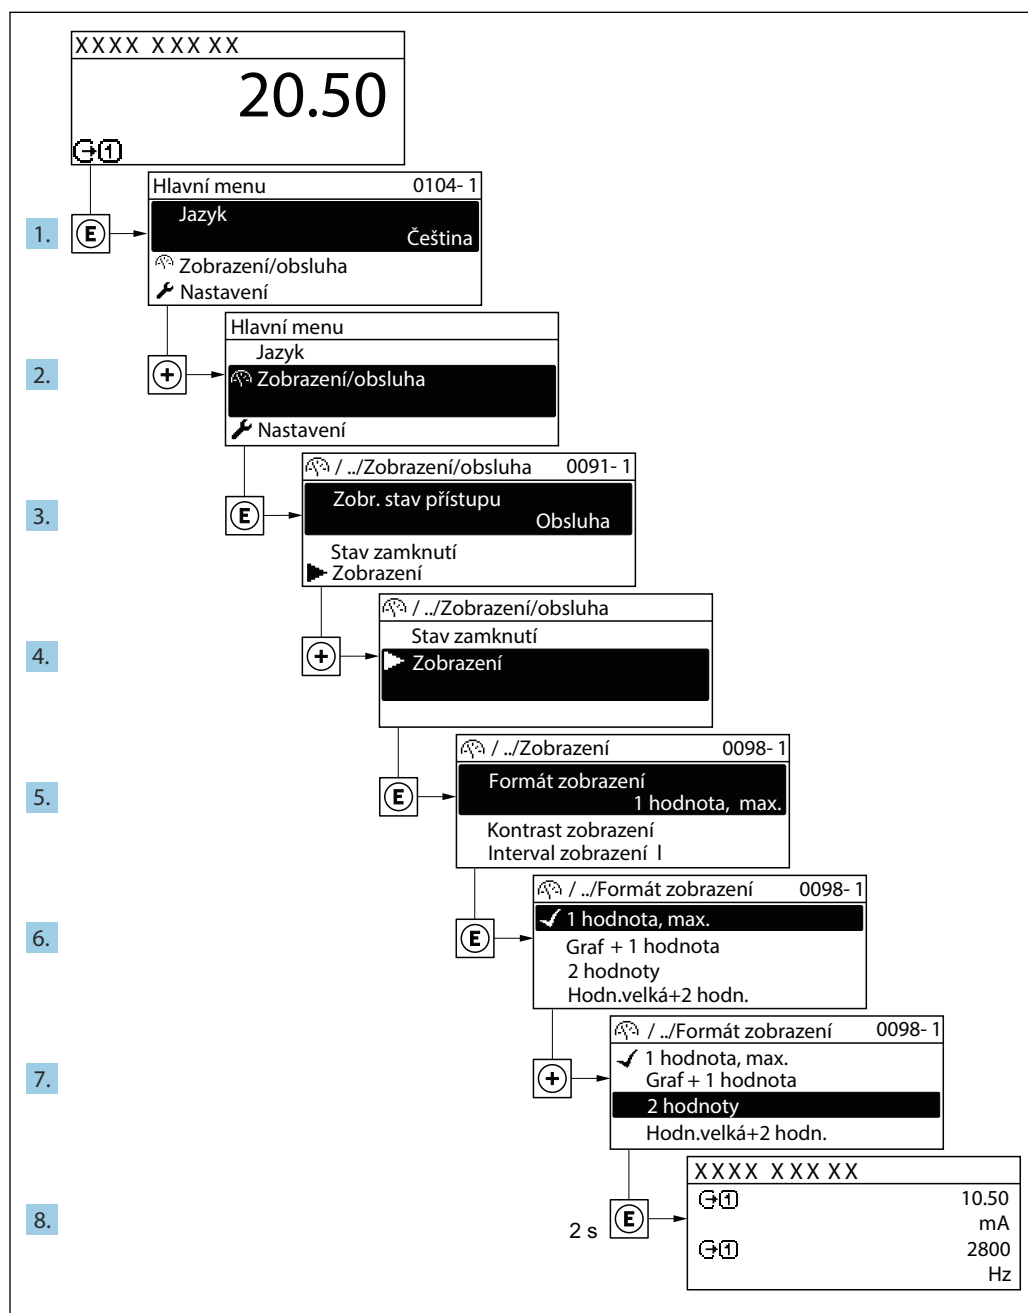 XXXX XXX XX
20.50
1
Hlavní menu 0104- 1
1. E Jazyk
Čeština
Zobrazení/obsluha
Nastavení
Hlavní menu
Jazyk
2. + Zobrazení/obsluha
Nastavení
/ ../Zobrazení/obsluha 0091- 1
Zobr. stav přístupu
3. E Obsluha
Stav zamknutí
Zobrazení
/ ../Zobrazení/obsluha
Stav zamknutí
4. + Zobrazení
/ ../Zobrazení 0098- 1
Formát zobrazení
5. E 1 hodnota, max.
Kontrast zobrazení
Interval zobrazení I
/ ../Formát zobrazení 0098- 1
1 hodnota, max.
6. E Graf + 1 hodnota
2 hodnoty
Hodn.velká+2 hodn.
/ ../Formát zobrazení 0098- 1
1 hodnota, max.
7. + Graf + 1 hodnota
2 hodnoty
Hodn.velká+2 hodn.
XXXX XXX XX
1 10.50
8. 2 s E mA
1 2800
Hz